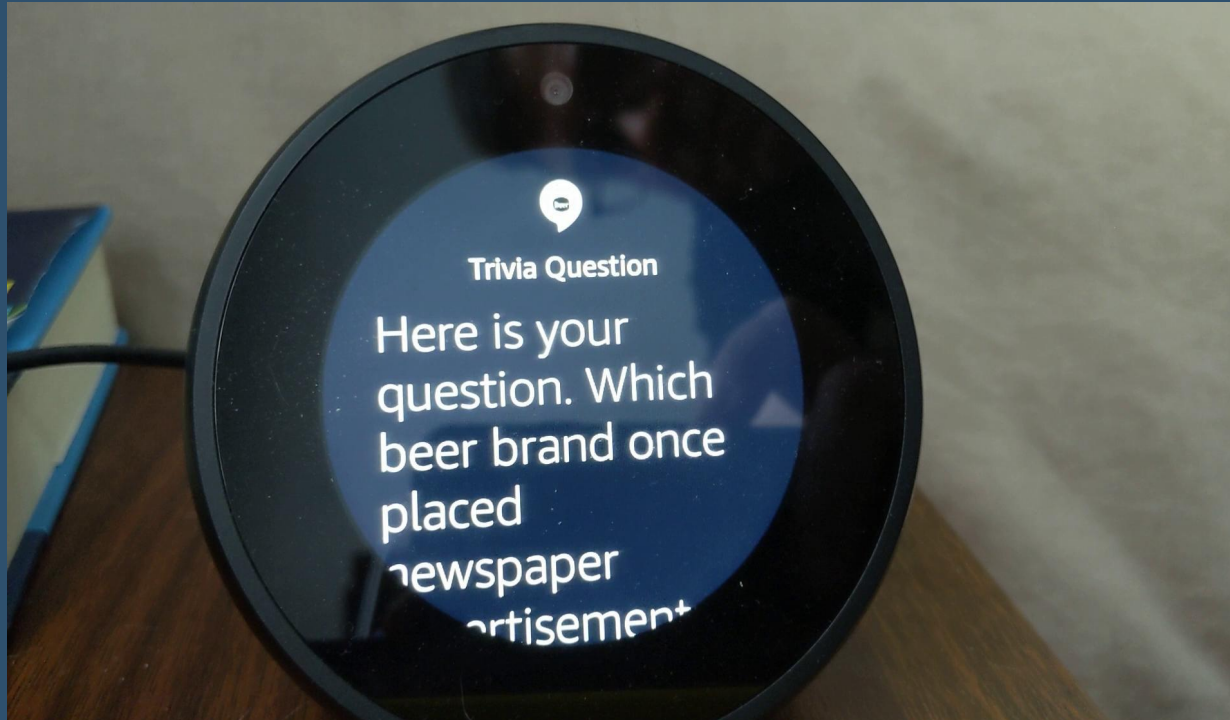 Trivia Question
Here is your
question. Which
beer brand once
placed
newspaper